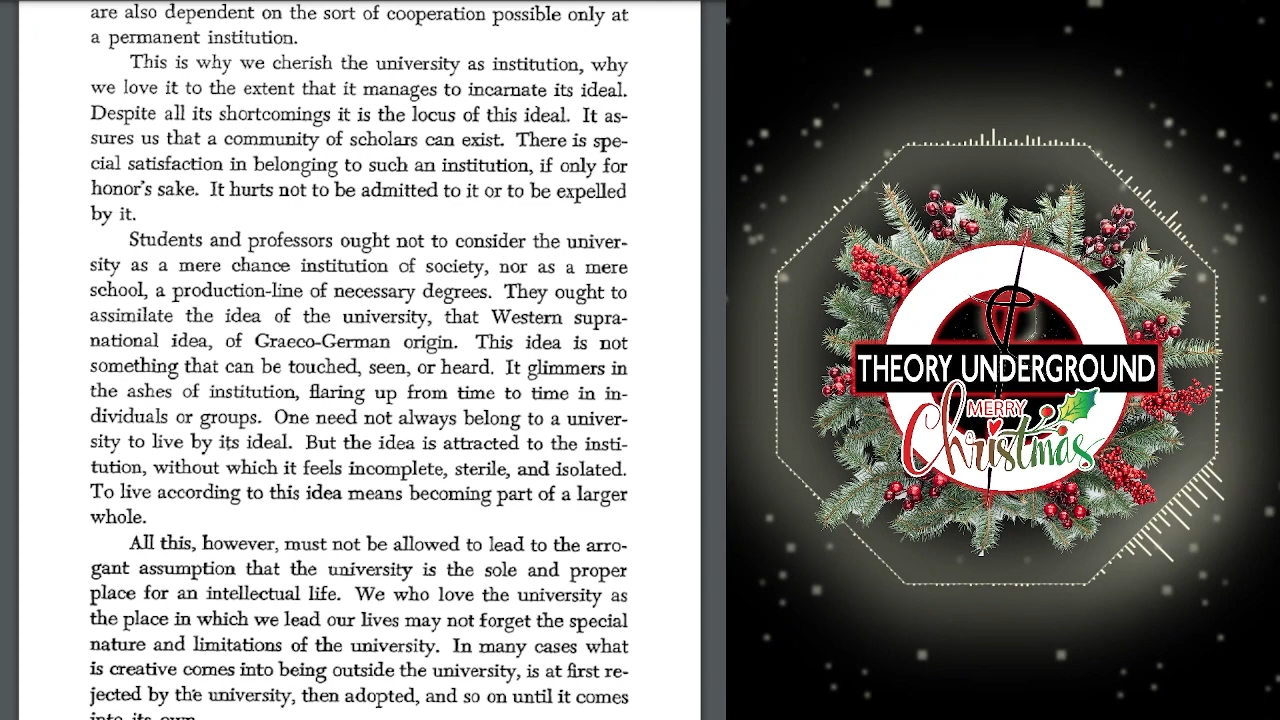 are also dependent on the sort of cooperation possible only at
a permanent institution.
This is why we cherish the university as institution, why
we love it to the extent that it manages to incarnate its ideal.
Despite all its shortcomings it is the locus of this ideal. It as-
sures us that a community of scholars can exist. There is spe-
cial satisfaction in belonging to such an institution, if only for
honor's sake. It hurts not to be admitted to it or to be expelled
by it.
Students and professors ought not to consider the univer-
sity as a mere chance institution of society, nor as a mere
school, a production-line of necessary degrees. They ought to
assimilate the idea of the university, that Western supra-
national idea, of Graeco-German origin. This idea is not
something that can be touched, seen, or heard. It glimmers in
the ashes of institution, flaring up from time to time in in-
dividuals or groups. One need not always belong to a univer-
sity to live by its ideal. But the idea is attracted to the insti-
tution, without which it feels incomplete, sterile, and isolated.
To live according to this idea means becoming part of a larger
whole.
All this, however, must not be allowed to lead to the arro-
gant assumption that the university is the sole and proper
place for an intellectual life. We who love the university as
the place in which we lead our lives may not forget the special
nature and limitations of the university. In many cases what
is creative comes into being outside the university, is at first re-
jected by the university, then adopted, and so on until it comes
into its own
THEORY UNDERGROUND
MERRY
Christmas